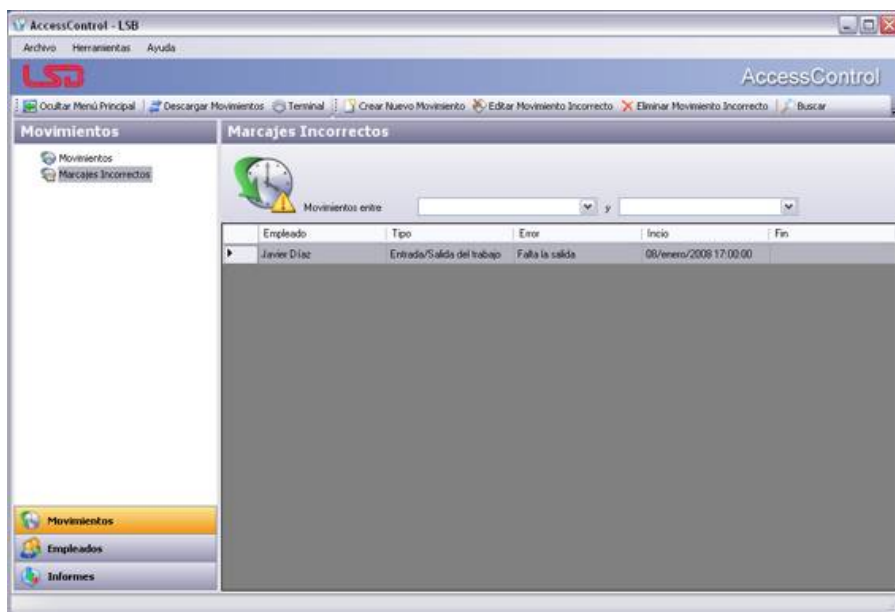 AccessControl - LSB
Archivo Herramientas Ayuda
LSB
AccessControl
Ocultar Menú Principal Descargar Movimientos Terminal Crear Nuevo Movimiento Editar Movimiento Incorrecto Eliminar Movimiento Incorrecto Buscar
Movimientos
Marcajes Incorrectos
Movimientos
Marcajes Incorrectos
Movimientos entre y
Empleado Tipo Error Incio Fin
Javier Díaz Entrada/Salida del trabajo Falta la salida 08/enero/2008 17:00:00
Movimientos
Empleados
Informes